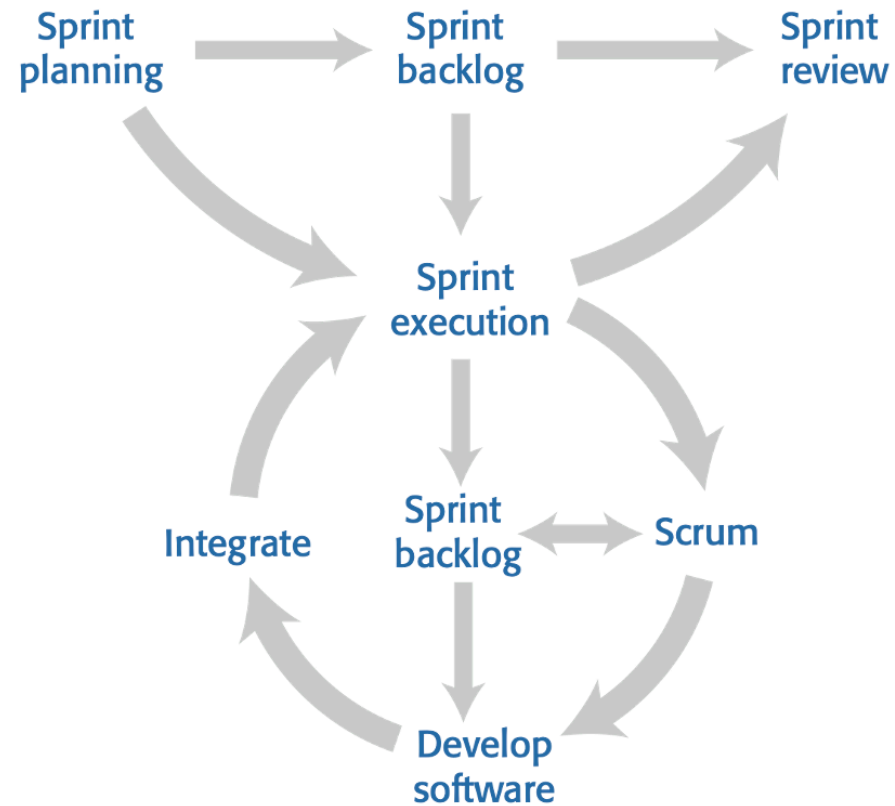 Sprint
planning
Sprint
backlog
Sprint
review
Sprint
execution
Integrate
Sprint
backlog
Scrum
Develop
software